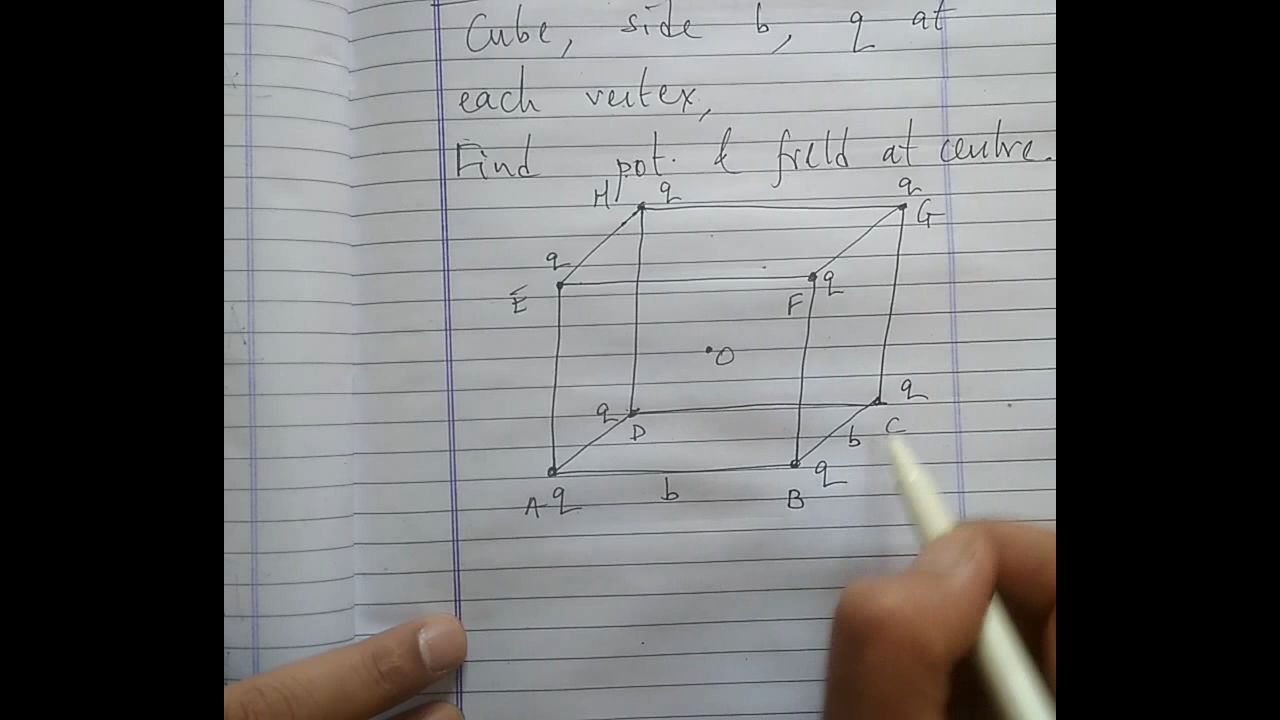 Cube, side b, q at
each vertex,
Find pot. & field at centre.
H q
q
G
q
E
F q
O
q
D
q
C
b
A q
b
B
q